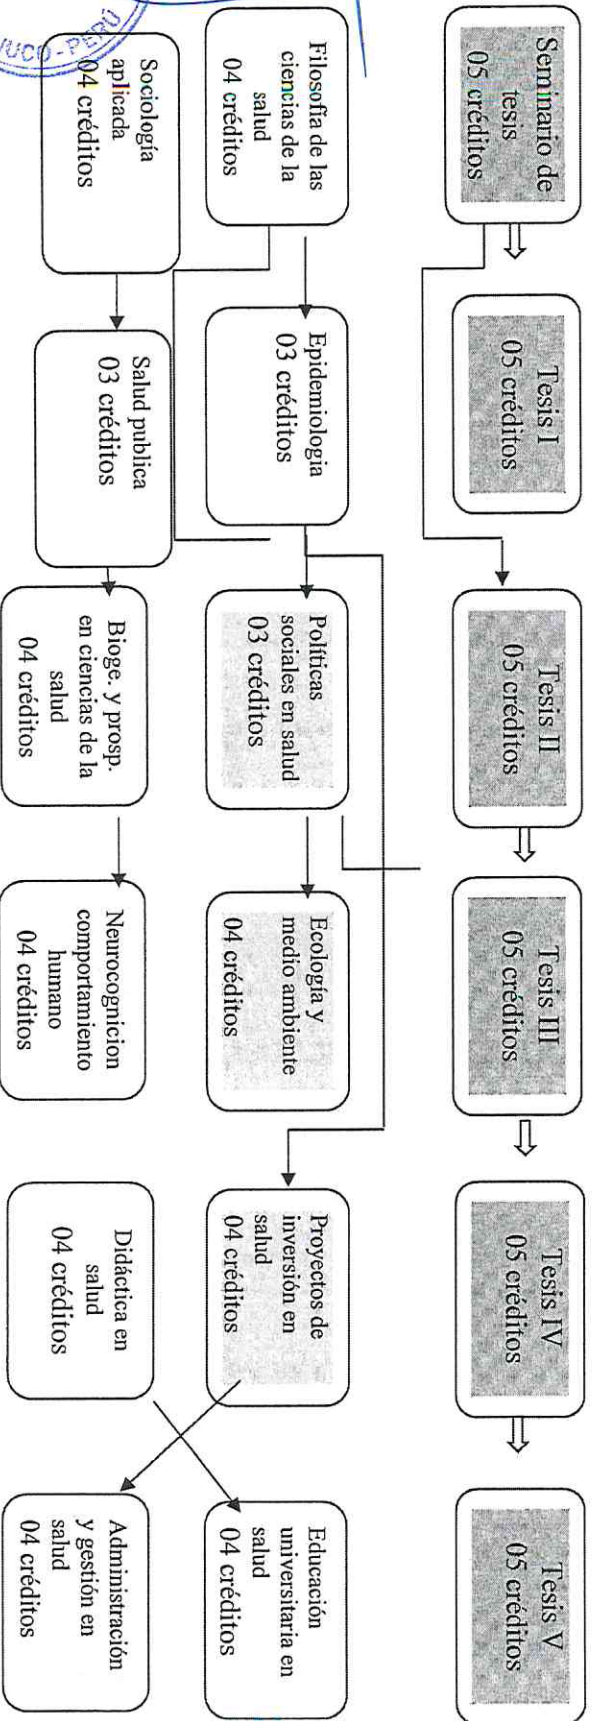 Seminario de
tesis
05 créditos
Tesis I
05 créditos
Tesis II
05 créditos
Tesis III
05 créditos
Tesis IV
05 créditos
Tesis V
05 créditos
Filosofía de las
ciencias de la
salud
04 créditos
Epidemiologia
03 créditos
Políticas
sociales en salud
03 créditos
Ecología y
medio ambiente
04 créditos
Proyectos de
inversión en
salud
04 créditos
Educación
universitaria en
salud
04 créditos
Sociología
aplicada
04 créditos
Salud publica
03 créditos
Bioge. y prosp.
en ciencias de la
salud
04 créditos
Neurocognicion
comportamiento
humano
04 créditos
Didáctica en
salud
04 créditos
Administración
y gestión en
salud
04 créditos
PERÚ